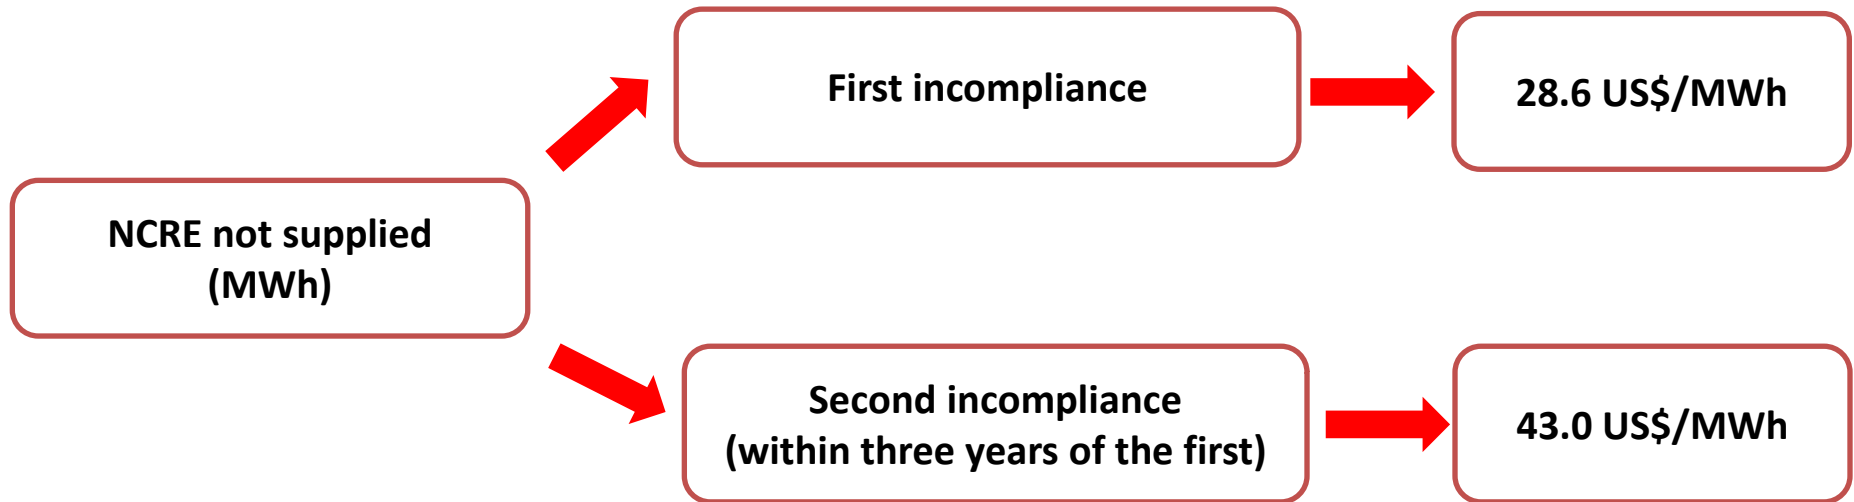 NCRE not supplied
(MWh)
First incompliance
28.6 US$/MWh
Second incompliance
(within three years of the first)
43.0 US$/MWh